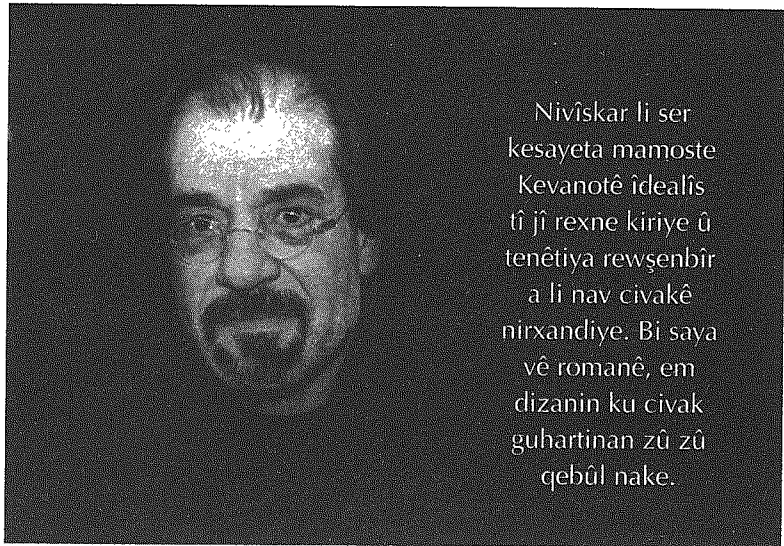 Nivîskar li ser
kesayeta mamoste
Kevanotê îdealîs
tî jî rexne kiriye û
tenêtiya rewşenbîr
a li nav civakê
nirxandiye. Bi saya
vê romanê, em
dizanin ku civak
guhartinan zû zû
qebûl nake.